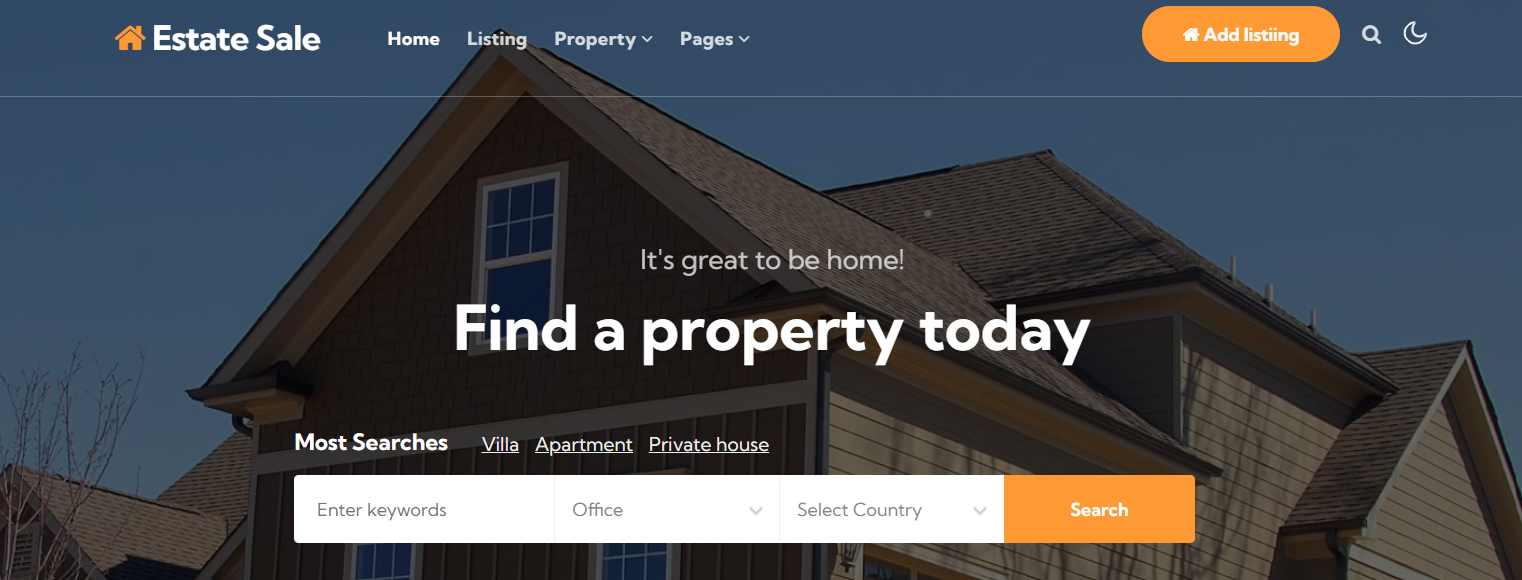 Estate Sale
Home Listing Property Pages
Add listiing
It's great to be home!
Find a property today
Most Searches Villa Apartment Private house
Enter keywords Office Select Country Search